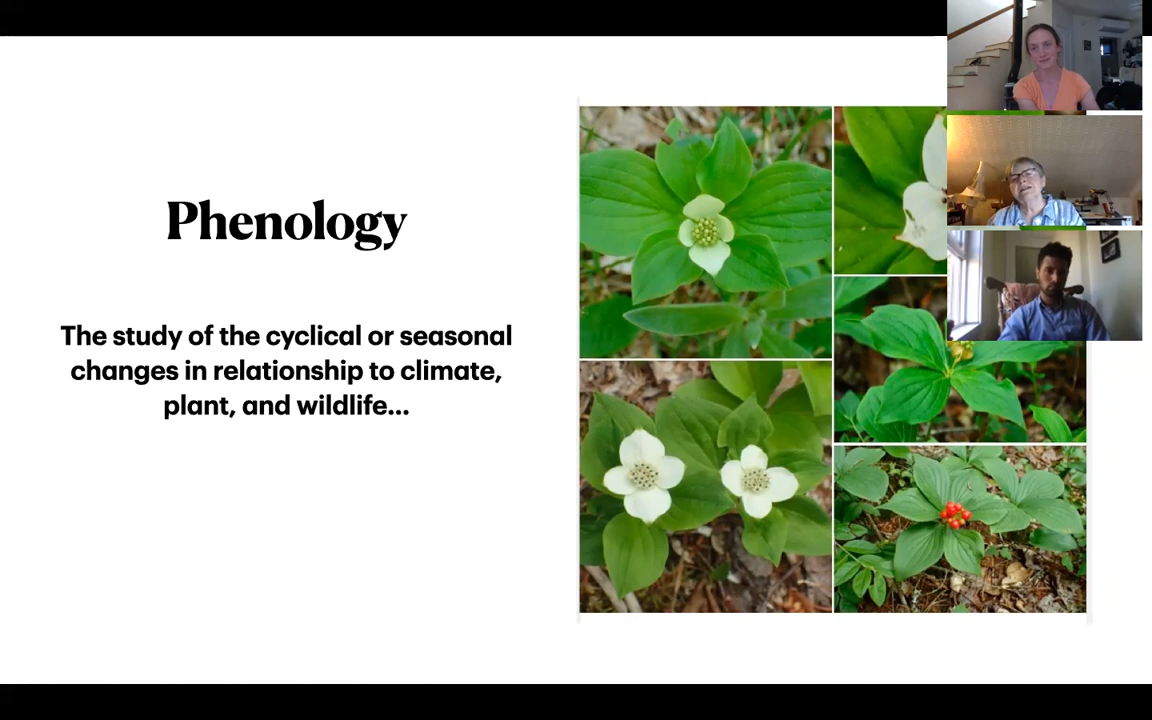 Phenology
The study of the cyclical or seasonal
changes in relationship to climate,
plant, and wildlife...